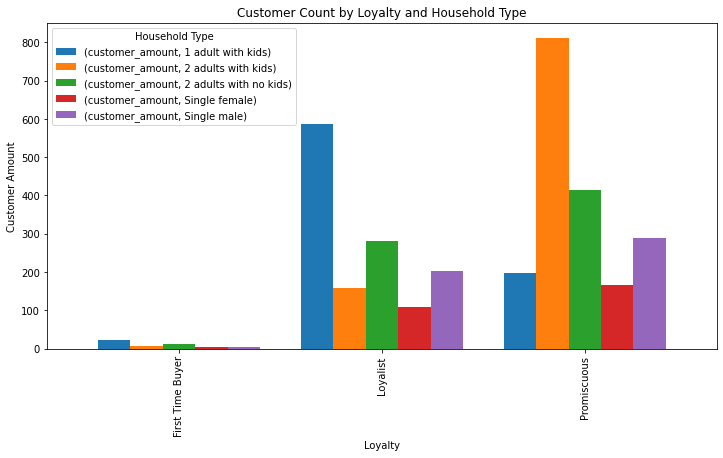 Customer Count by Loyalty and Household Type
Household Type
(customer_amount, 1 adult with kids)
(customer_amount, 2 adults with kids)
(customer_amount, 2 adults with no kids)
(customer_amount, Single female)
(customer_amount, Single male)
Customer Amount
800
700
600
500
400
300
200
100
0
First Time Buyer
Loyalist
Promiscuous
Loyalty